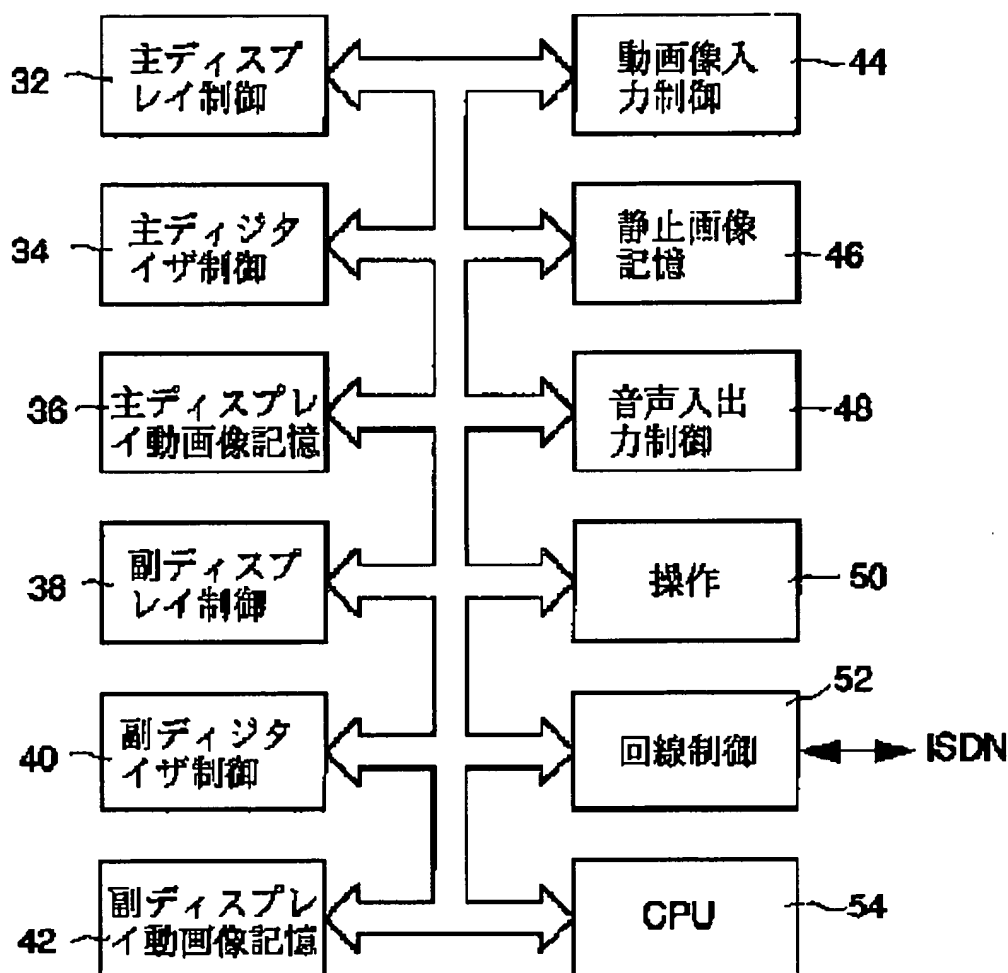 32
主ディスプ
レイ制御
動画像入
力制御
44
34
主ディジタ
イザ制御
静止画像
記憶
46
36
主ディスプレ
イ動画像記憶
音声入出
力制御
48
38
副ディスプ
レイ制御
操作
50
40
副ディジタ
イザ制御
52
回線制御
ISDN
42
副ディスプレ
イ動画像記憶
CPU
54